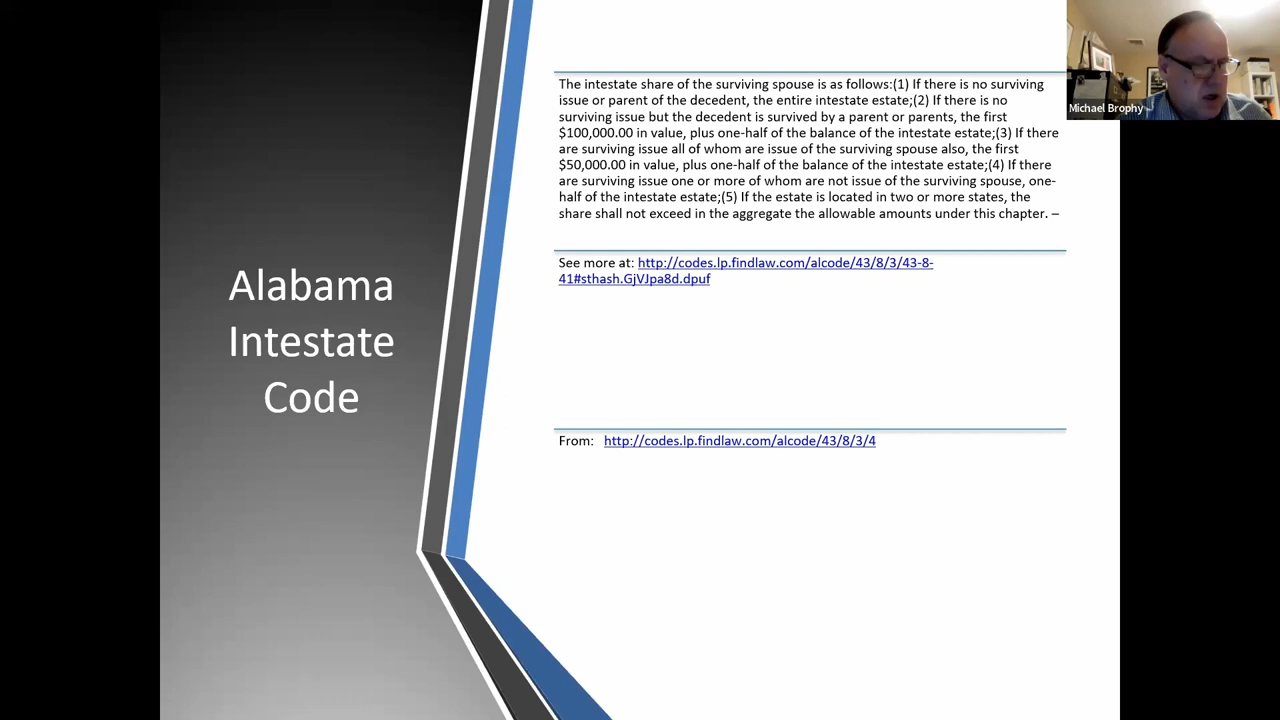 Alabama
Intestate
Code
The intestate share of the surviving spouse is as follows:(1) If there is no surviving
issue or parent of the decedent, the entire intestate estate;(2) If there is no
surviving issue but the decedent is survived by a parent or parents, the first
$100,000.00 in value, plus one-half of the balance of the intestate estate;(3) If there
are surviving issue all of whom are issue of the surviving spouse also, the first
$50,000.00 in value, plus one-half of the balance of the intestate estate;(4) If there
are surviving issue one or more of whom are not issue of the surviving spouse, one-
half of the intestate estate;(5) If the estate is located in two or more states, the
share shall not exceed in the aggregate the allowable amounts under this chapter. –
See more at: http://codes.lp.findlaw.com/alcode/43/8/3/43-8-
41#sthash.GjVJpa8d.dpuf
From: http://codes.lp.findlaw.com/alcode/43/8/3/4
Michael Brophy